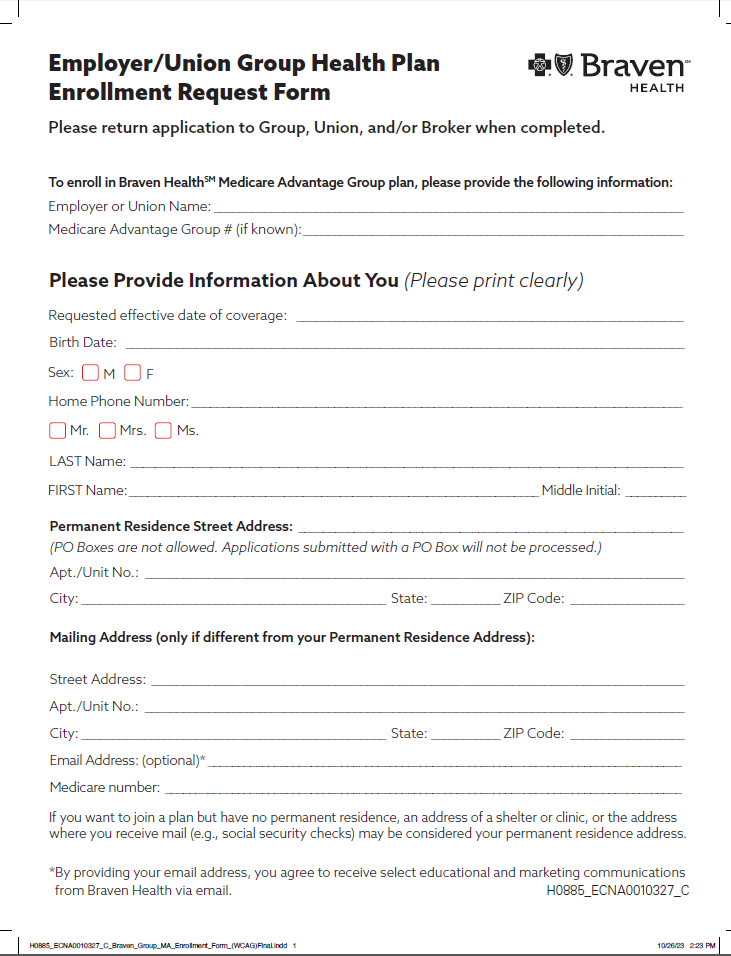 Employer/Union Group Health Plan
Enrollment Request Form
Braven℠
HEALTH
Please return application to Group, Union, and/or Broker when completed.
To enroll in Braven Health℠ Medicare Advantage Group plan, please provide the following information:
Employer or Union Name:
Medicare Advantage Group # (if known):
Please Provide Information About You (Please print clearly)
Requested effective date of coverage:
Birth Date:
Sex: M F
Home Phone Number:
Mr. Mrs. Ms.
LAST Name:
FIRST Name: Middle Initial:
Permanent Residence Street Address:
(PO Boxes are not allowed. Applications submitted with a PO Box will not be processed.)
Apt./Unit No.:
City: State: ZIP Code:
Mailing Address (only if different from your Permanent Residence Address):
Street Address:
Apt./Unit No.:
City: State: ZIP Code:
Email Address: (optional)*
Medicare number:
If you want to join a plan but have no permanent residence, an address of a shelter or clinic, or the address
where you receive mail (e.g., social security checks) may be considered your permanent residence address.
*By providing your email address, you agree to receive select educational and marketing communications
from Braven Health via email. H0885_ECNA0010327_C
H0885_ECNA0010327_C_Braven_Group_MA_Enrollment_Form_(WCAG)Final.indd 1 10/26/23 2:23 PM